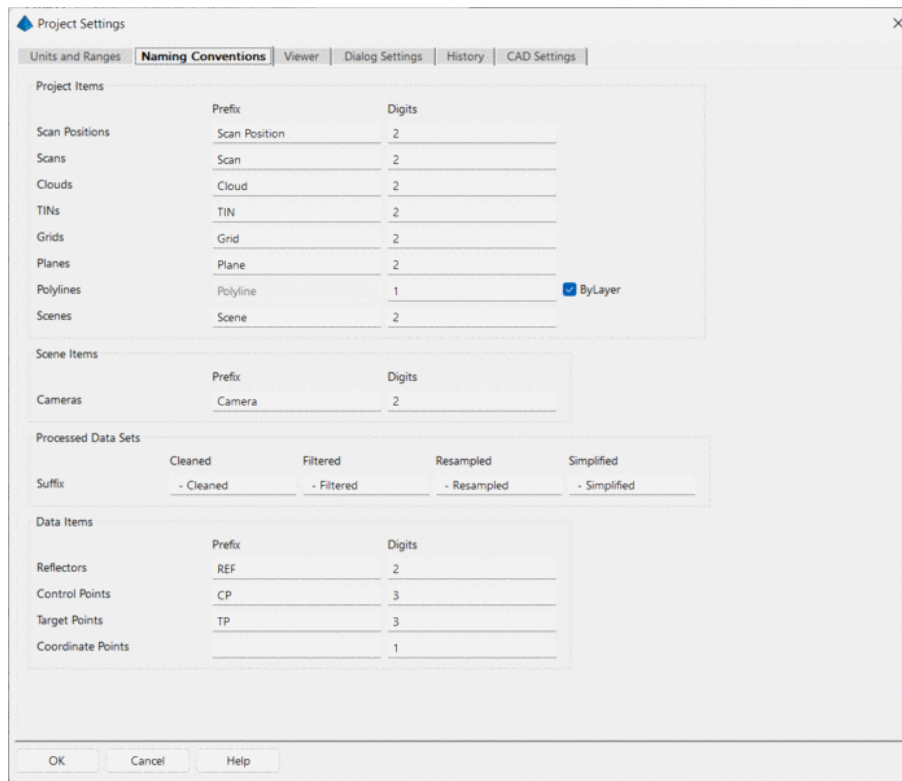 Project Settings
Units and Ranges Naming Conventions Viewer Dialog Settings History CAD Settings
Project Items
Prefix Digits
Scan Positions Scan Position 2
Scans Scan 2
Clouds Cloud 2
TINs TIN 2
Grids Grid 2
Planes Plane 2
Polylines Polyline 1 ByLayer
Scenes Scene 2
Scene Items
Prefix Digits
Cameras Camera 2
Processed Data Sets
Cleaned Filtered Resampled Simplified
Suffix - Cleaned - Filtered - Resampled - Simplified
Data Items
Prefix Digits
Reflectors REF 2
Control Points CP 3
Target Points TP 3
Coordinate Points 1
OK Cancel Help